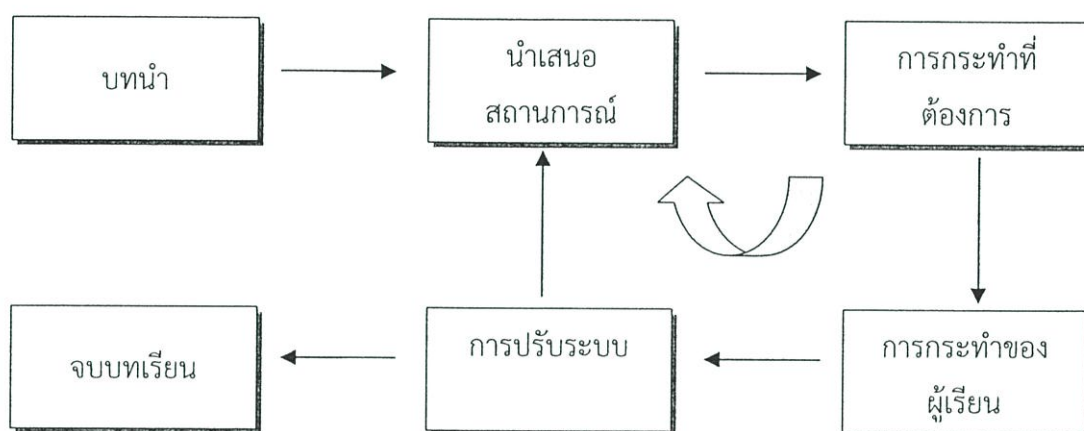 บทนำ
นำเสนอ
สถานการณ์
การกระทำที่
ต้องการ
จบบทเรียน
การปรับระบบ
การกระทำของ
ผู้เรียน